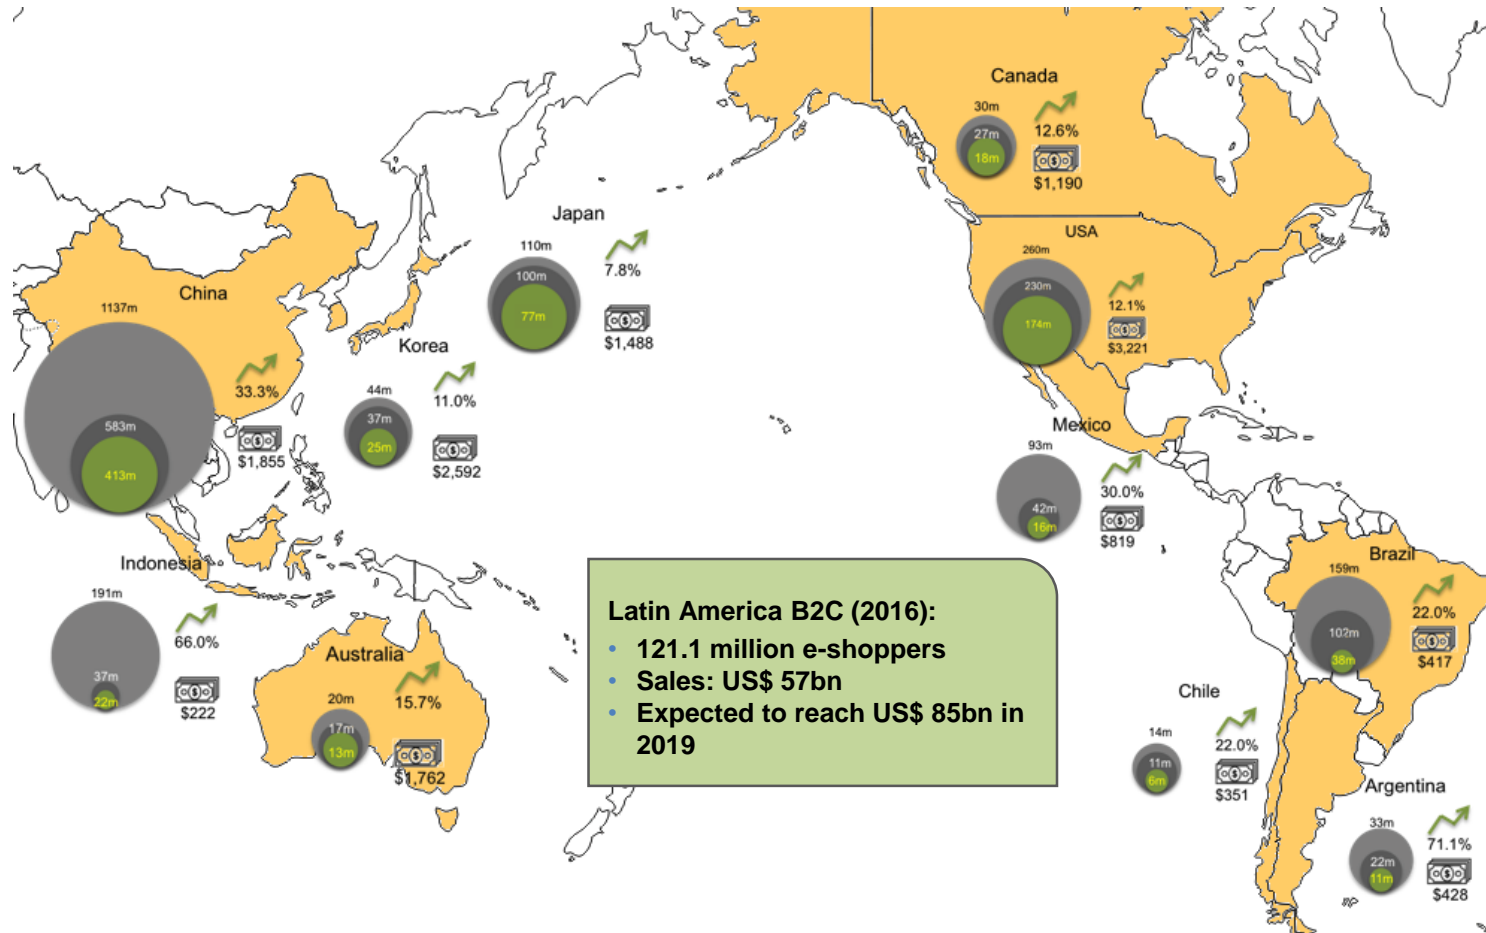 Canada
30m
27m
18m
12.6%
$1,190
Japan
110m
100m
77m
7.8%
$1,488
USA
260m
230m
174m
12.1%
$3,221
China
1137m
583m
413m
33.3%
$1,855
Korea
44m
37m
25m
11.0%
$2,592
Mexico
93m
42m
16m
30.0%
$819
Indonesia
191m
37m
22m
66.0%
$222
Australia
20m
17m
13m
15.7%
$1,762
Latin America B2C (2016):
• 121.1 million e-shoppers
• Sales: US$ 57bn
• Expected to reach US$ 85bn in
2019
Brazil
159m
102m
38m
22.0%
$417
Chile
14m
11m
6m
22.0%
$351
Argentina
33m
22m
11m
71.1%
$428